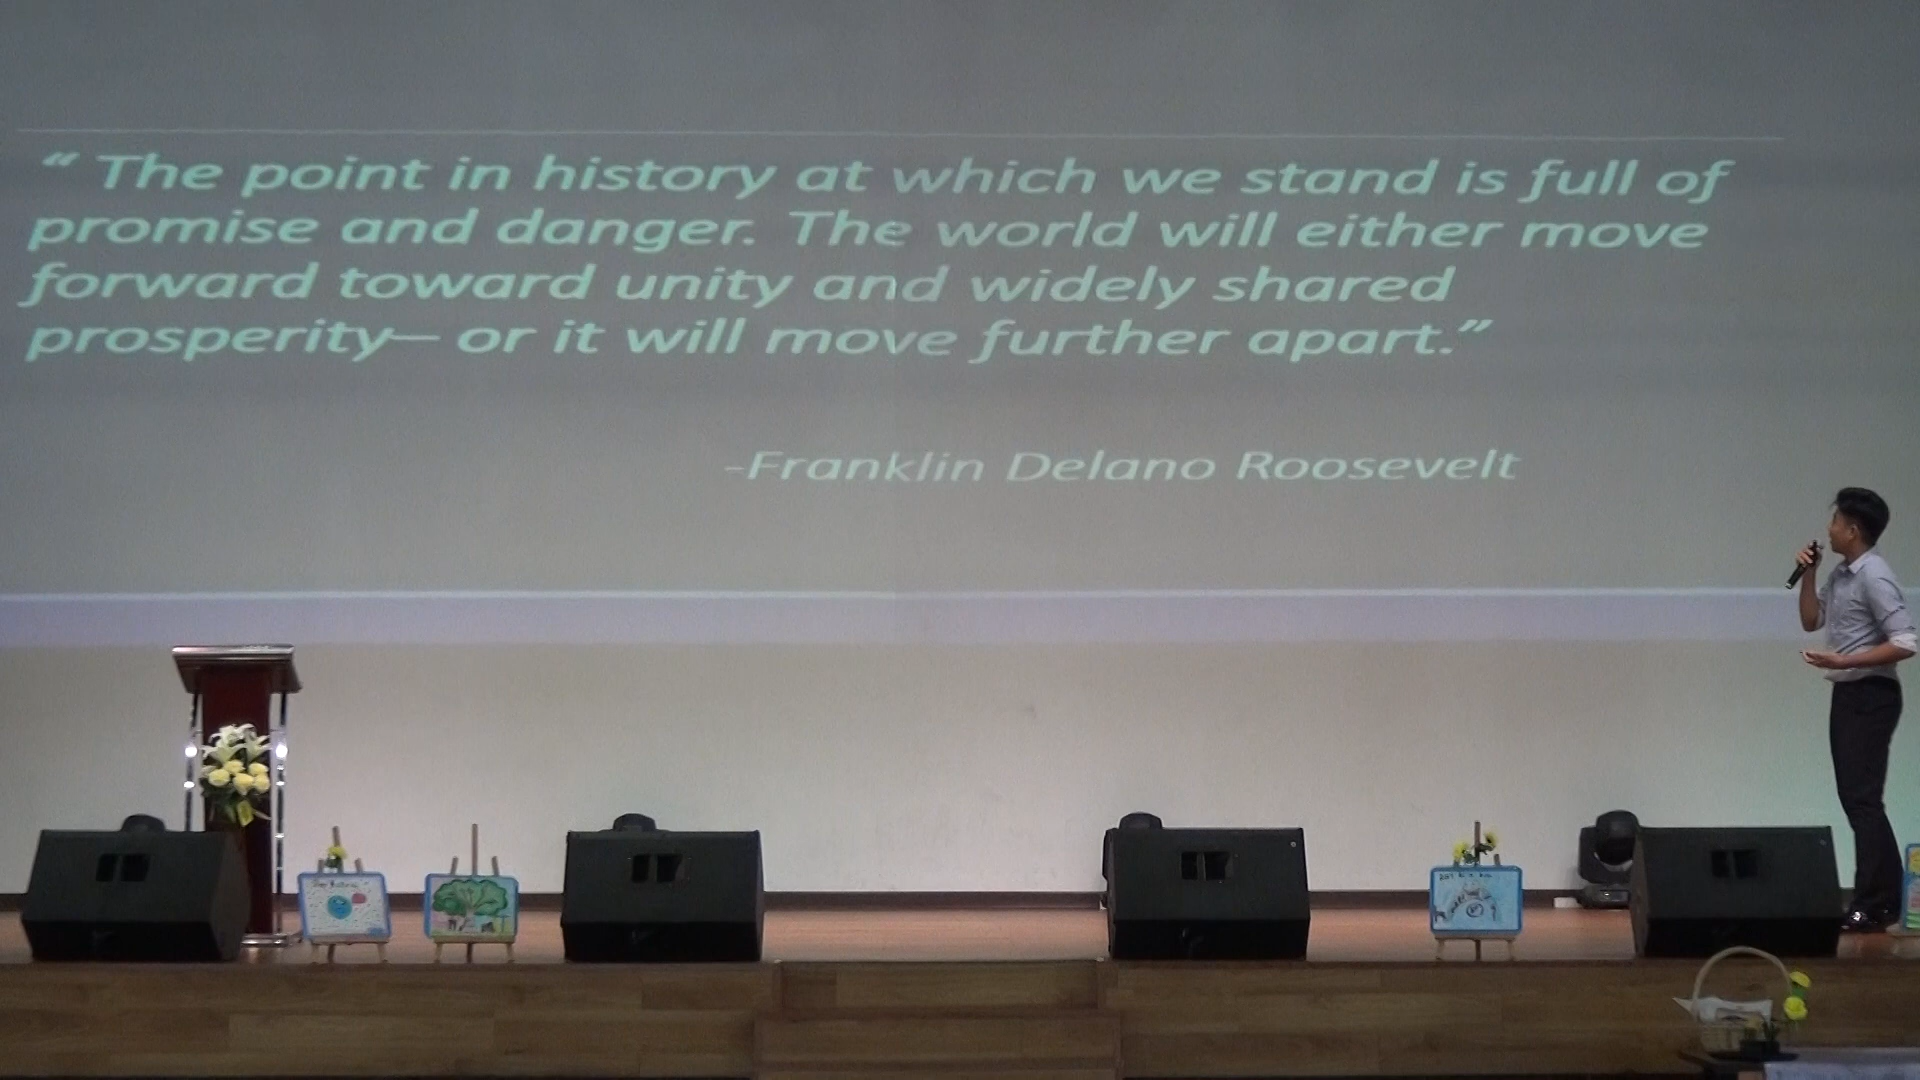 “ The point in history at which we stand is full of
promise and danger. The world will either move
forward toward unity and widely shared
prosperity— or it will move further apart.”
-Franklin Delano Roosevelt